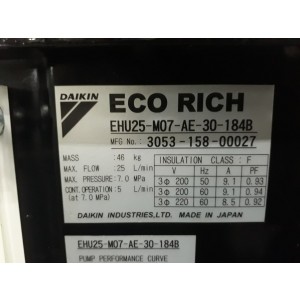 DAIKIN ECO RICH
EHU25-M07-AE-30-184B
MFG No. 3053-158-00027
MASS : 46 kg
MAX. FLOW : 25 L/min
MAX. PRESSURE : 7.0 MPa
CONT. OPERATION : 5 L/min
(at 7.0 MPa)
INSULATION CLASS : F
V Hz A PF
3Φ 200 50 9.1 0.93
3Φ 200 60 9.1 0.94
3Φ 220 60 8.5 0.92
DAIKIN INDUSTRIES, LTD. MADE IN JAPAN
EHU25-M07-AE-30-184B
PUMP PERFORMANCE CURVE